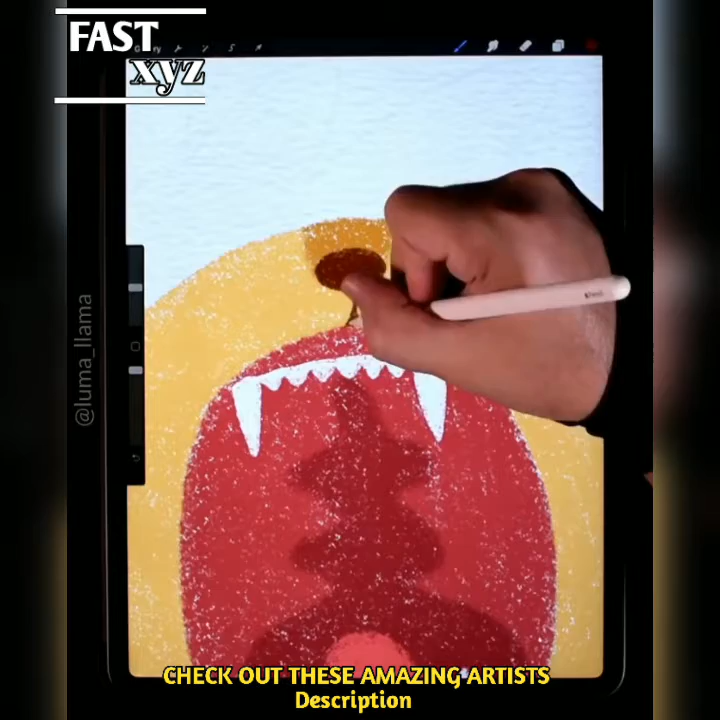 FAST
xyz
@luma_llama
CHECK OUT THESE AMAZING ARTISTS
Description